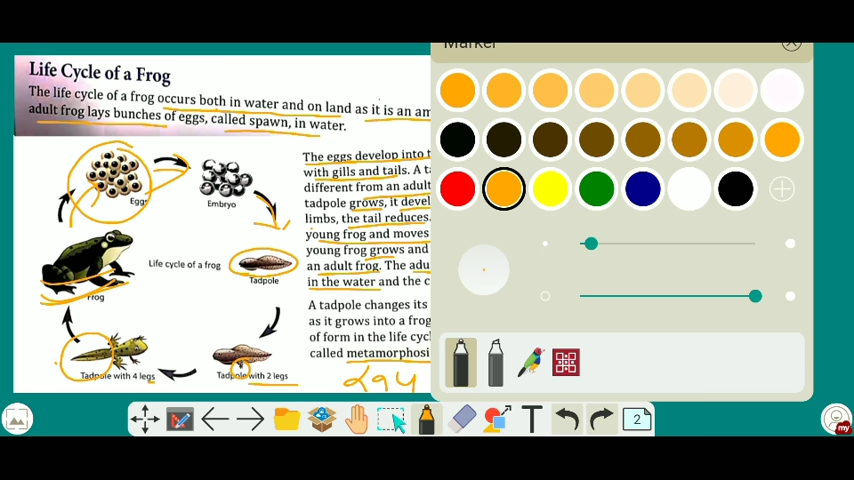 Marker
Life Cycle of a Frog
The life cycle of a frog occurs both in water and on land as it is an am
adult frog lays bunches of eggs, called spawn, in water.
Eggs
Embryo
Life cycle of a frog
Tadpole
Frog
Tadpole with 4 legs
Tadpole with 2 legs
The eggs develop into t
with gills and tails. A ta
different from an adult
tadpole grows, it devel
limbs, the tail reduces.
young frog and moves
young frog grows and
an adult frog. The adu
in the water and the c
A tadpole changes its
as it grows into a frog
of form in the life cycl
called metamorphosi
T
2
my